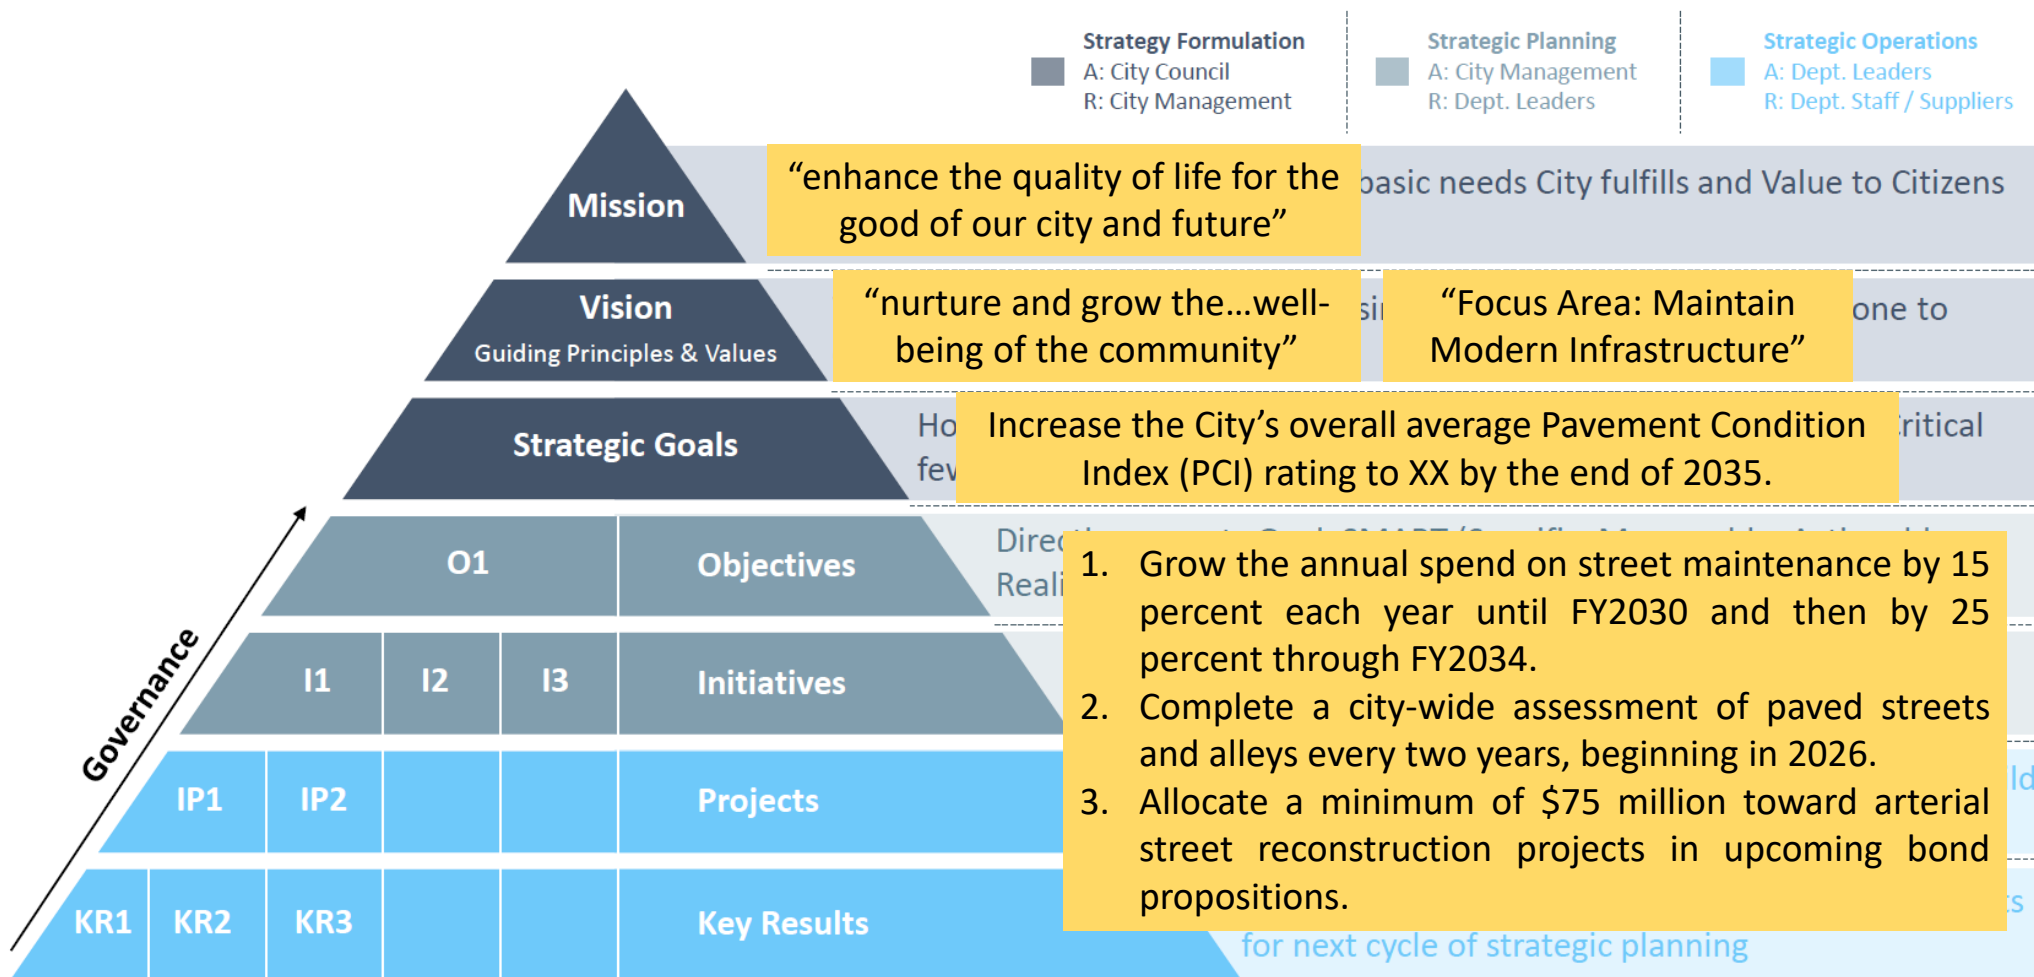 Strategy Formulation
A: City Council
R: City Management
Strategic Planning
A: City Management
R: Dept. Leaders
Strategic Operations
A: Dept. Leaders
R: Dept. Staff / Suppliers
Mission
“enhance the quality of life for the
good of our city and future”
basic needs City fulfills and Value to Citizens
Vision
Guiding Principles & Values
“nurture and grow the…well-
being of the community”
“Focus Area: Maintain
Modern Infrastructure”
one to
Strategic Goals
Increase the City’s overall average Pavement Condition
Index (PCI) rating to XX by the end of 2035.
O1
Objectives
1. Grow the annual spend on street maintenance by 15
percent each year until FY2030 and then by 25
percent through FY2034.
2. Complete a city-wide assessment of paved streets
and alleys every two years, beginning in 2026.
3. Allocate a minimum of $75 million toward arterial
street reconstruction projects in upcoming bond
propositions.
I1
I2
I3
Initiatives
Governance
IP1
IP2
Projects
KR1
KR2
KR3
Key Results
for next cycle of strategic planning